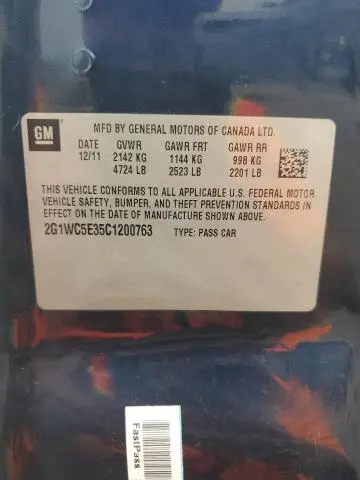 GM
MFD BY GENERAL MOTORS OF CANADA LTD.
DATE GVWR GAWR FRT GAWR RR
12/11 2142 KG 1144 KG 998 KG
4724 LB 2523 LB 2201 LB
THIS VEHICLE CONFORMS TO ALL APPLICABLE U.S. FEDERAL MOTOR
VEHICLE SAFETY, BUMPER, AND THEFT PREVENTION STANDARDS IN
EFFECT ON THE DATE OF MANUFACTURE SHOWN ABOVE.
2G1WC5E35C1200763 TYPE: PASS CAR
FastPass